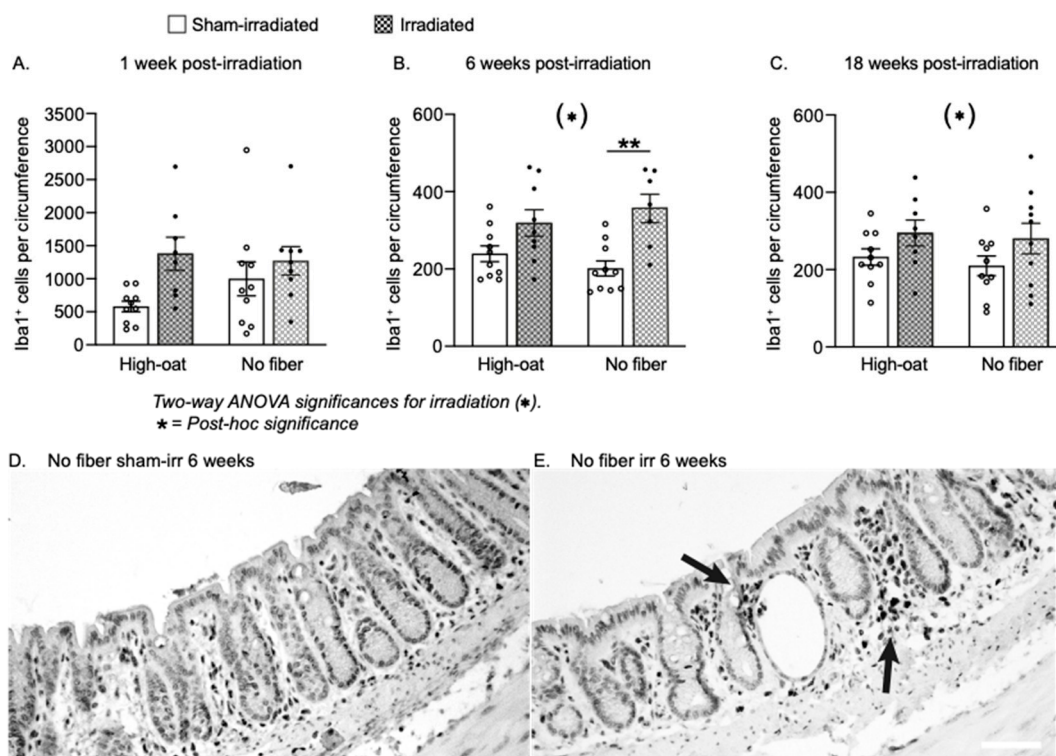 Sham-irradiated Irradiated
A. 1 week post-irradiation
Iba1⁺ cells per circumference
3500
3000
2500
2000
1500
1000
500
0
High-oat No fiber
B. 6 weeks post-irradiation
Iba1⁺ cells per circumference
600
400
200
0
(*)
**
High-oat No fiber
C. 18 weeks post-irradiation
Iba1⁺ cells per circumference
600
400
200
0
(*)
High-oat No fiber
Two-way ANOVA significances for irradiation (*).
* = Post-hoc significance
D. No fiber sham-irr 6 weeks
E. No fiber irr 6 weeks